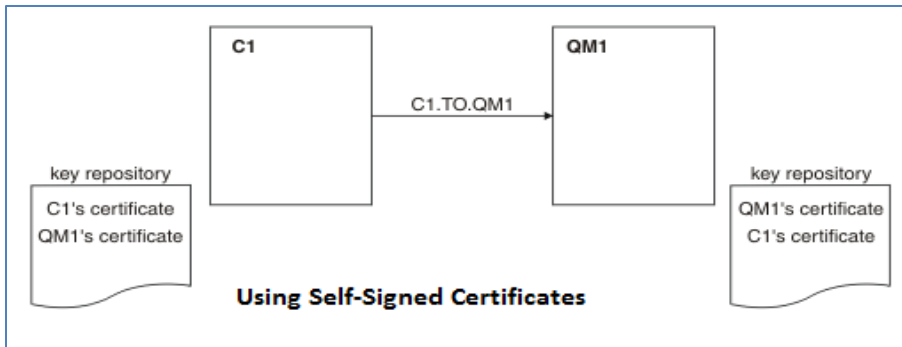 C1
QM1
C1.TO.QM1
key repository
C1's certificate
QM1's certificate
key repository
QM1's certificate
C1's certificate
Using Self-Signed Certificates